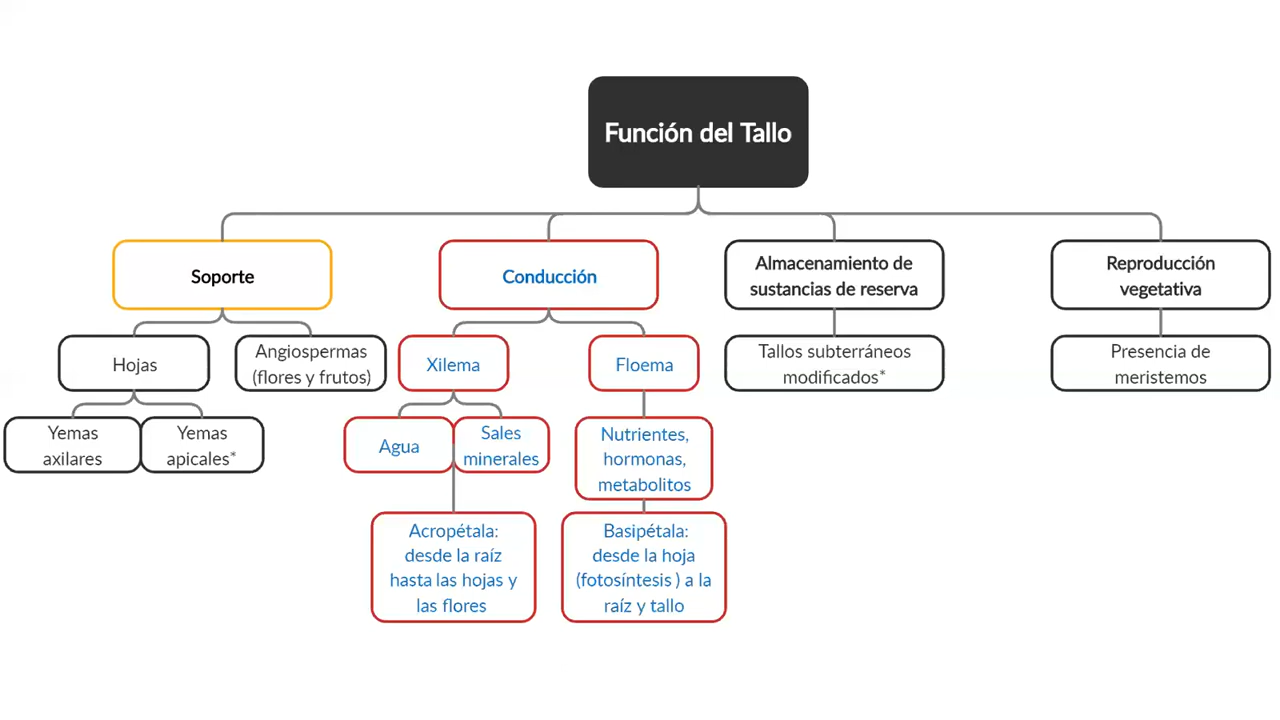 Función del Tallo
Soporte
Conducción
Almacenamiento de
sustancias de reserva
Reproducción
vegetativa
Hojas
Angiospermas
(flores y frutos)
Xilema
Floema
Tallos subterráneos
modificados*
Presencia de
meristemos
Yemas
axilares
Yemas
apicales*
Agua
Sales
minerales
Nutrientes,
hormonas,
metabolitos
Acropétala:
desde la raíz
hasta las hojas y
las flores
Basipétala:
desde la hoja
(fotosíntesis ) a la
raíz y tallo